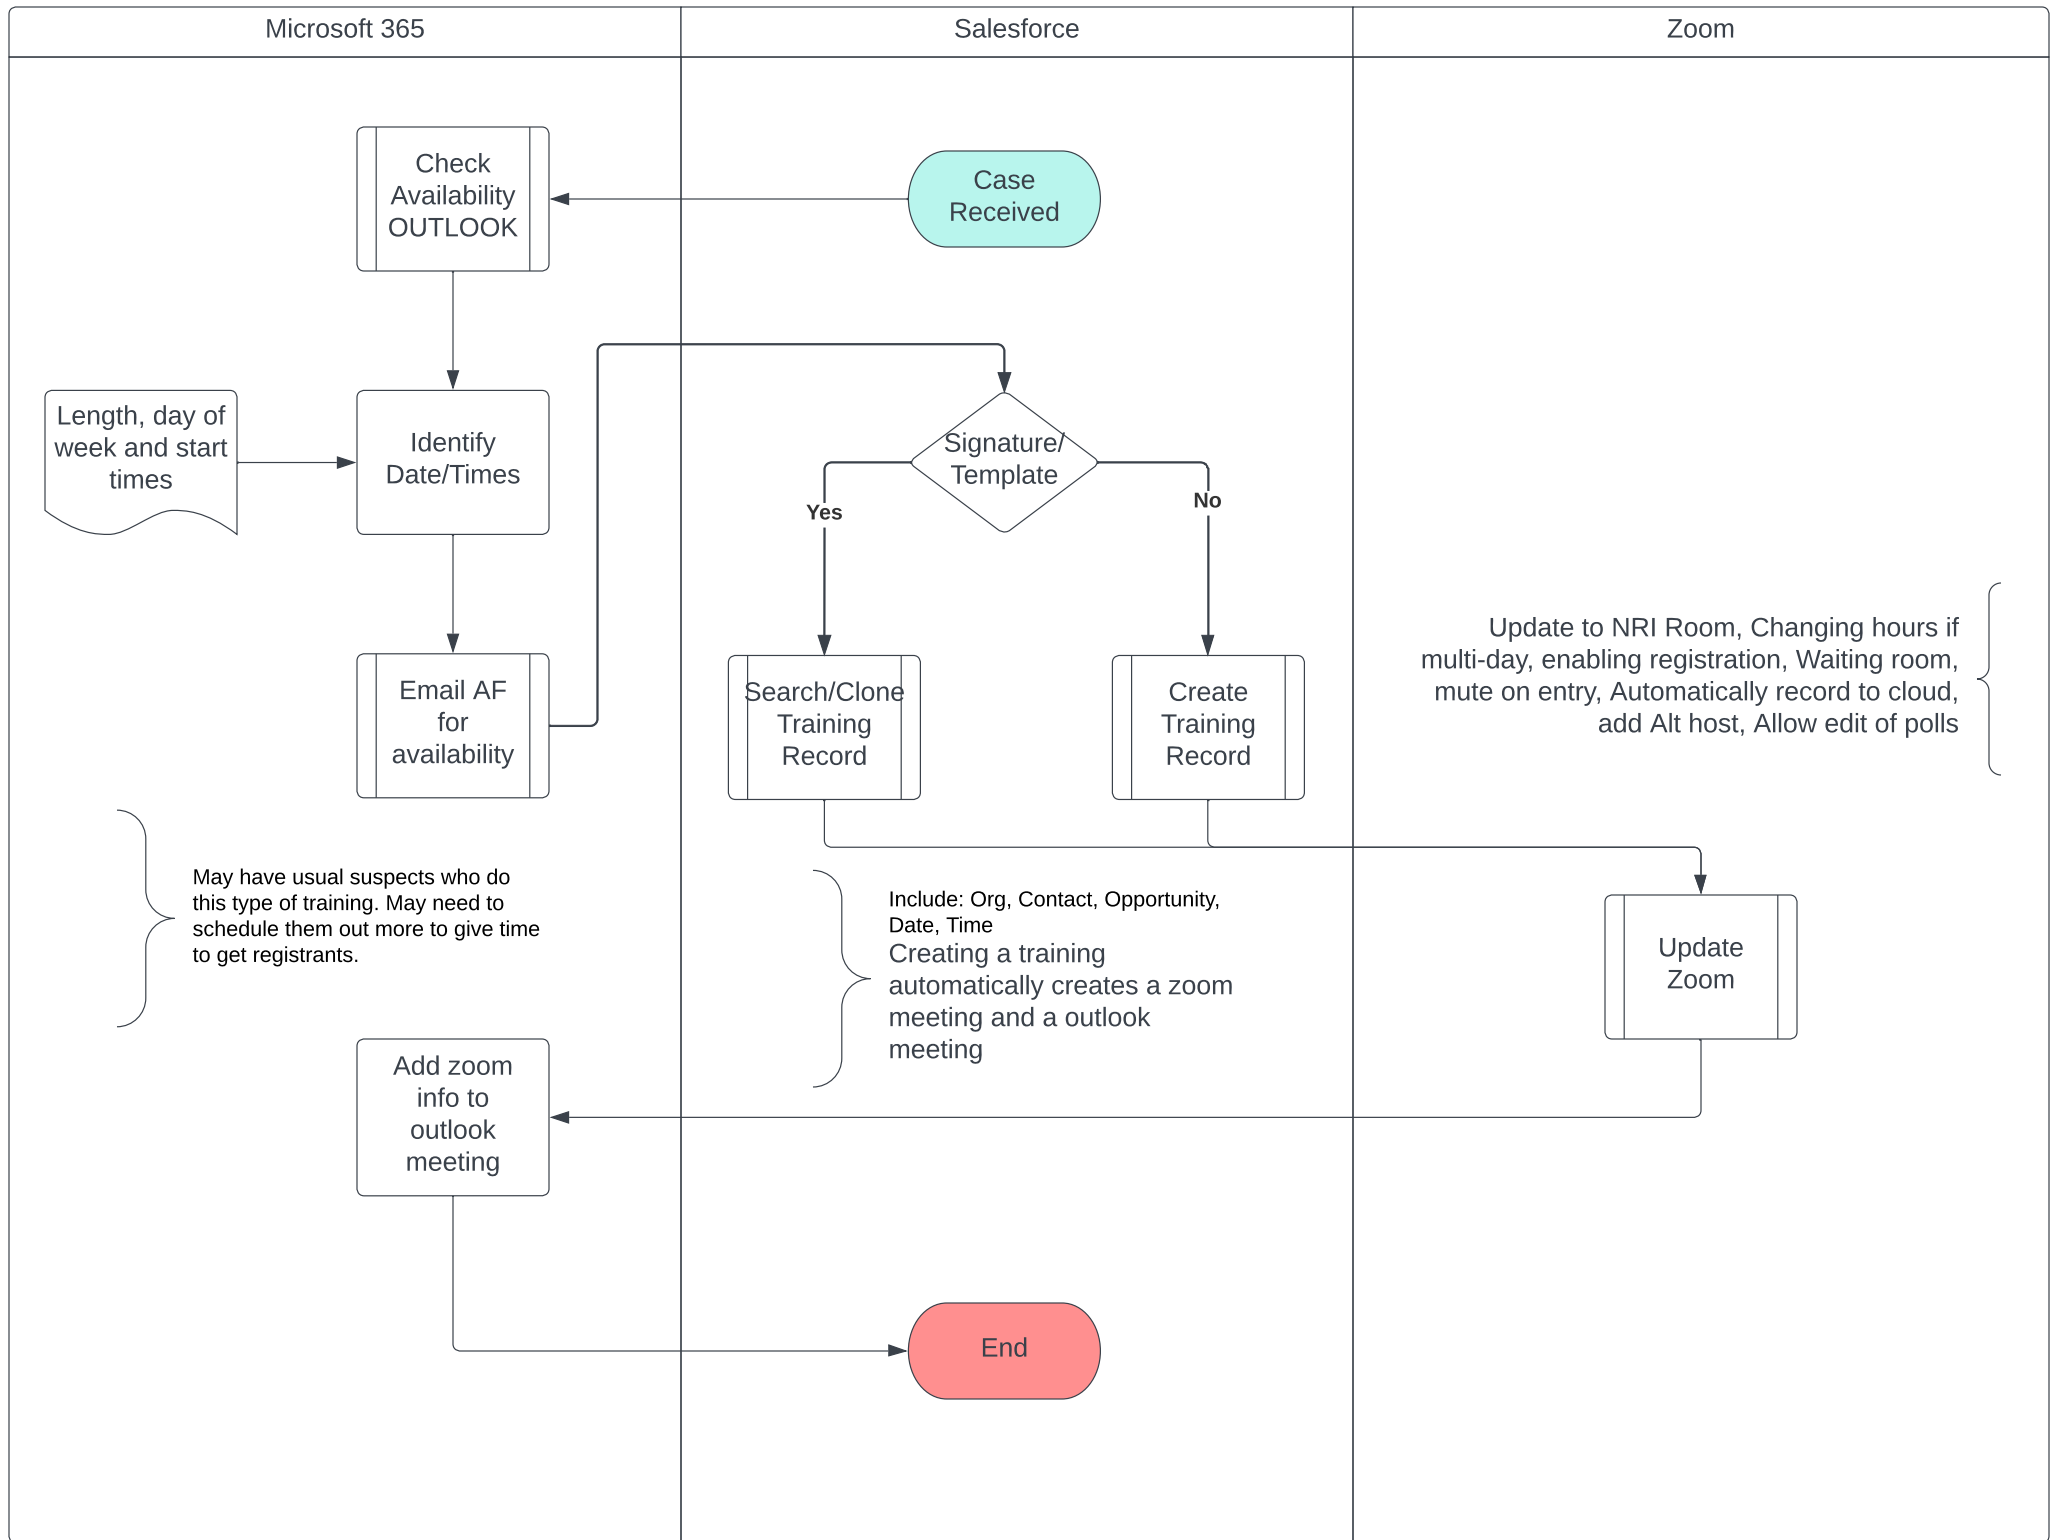 Microsoft 365
Salesforce
Zoom
Check
Availability
OUTLOOK
Case
Received
Length, day of
week and start
times
Identify
Date/Times
Signature/
Template
Yes
No
Email AF
for
availability
Search/Clone
Training
Record
Create
Training
Record
Update to NRI Room, Changing hours if
multi-day, enabling registration, Waiting room,
mute on entry, Automatically record to cloud,
add Alt host, Allow edit of polls
May have usual suspects who do
this type of training. May need to
schedule them out more to give time
to get registrants.
Include: Org, Contact, Opportunity,
Date, Time
Creating a training
automatically creates a zoom
meeting and a outlook
meeting
Update
Zoom
Add zoom
info to
outlook
meeting
End